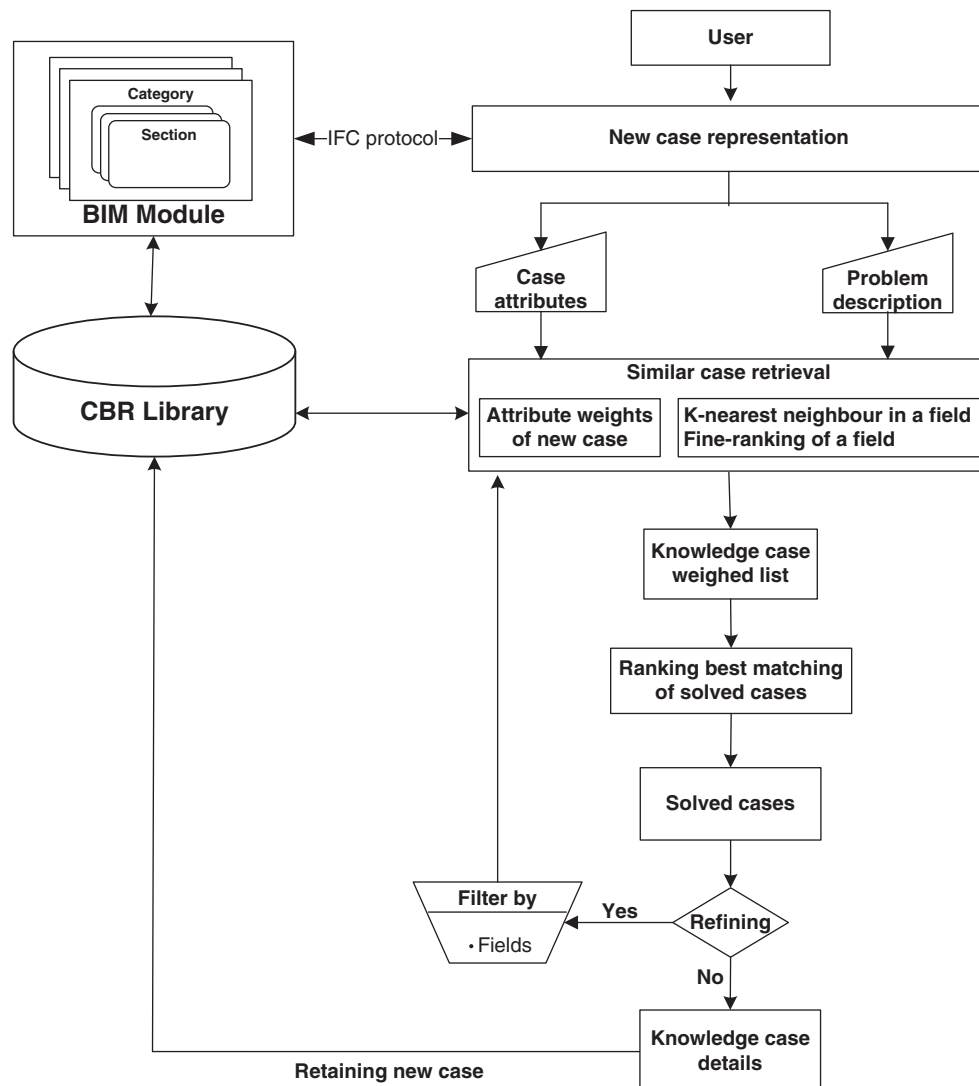 User
Category
Section
BIM Module
IFC protocol
New case representation
Case
attributes
Problem
description
CBR Library
Similar case retrieval
Attribute weights
of new case
K-nearest neighbour in a field
Fine-ranking of a field
Knowledge case
weighed list
Ranking best matching
of solved cases
Solved cases
Filter by
• Fields
Yes
Refining
No
Knowledge case
details
Retaining new case